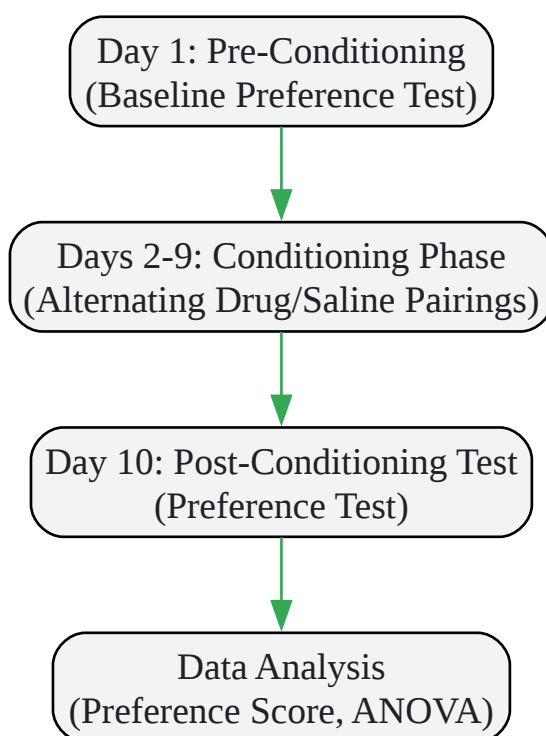 Day 1: Pre-Conditioning
(Baseline Preference Test)
Days 2-9: Conditioning Phase
(Alternating Drug/Saline Pairings)
Day 10: Post-Conditioning Test
(Preference Test)
Data Analysis
(Preference Score, ANOVA)